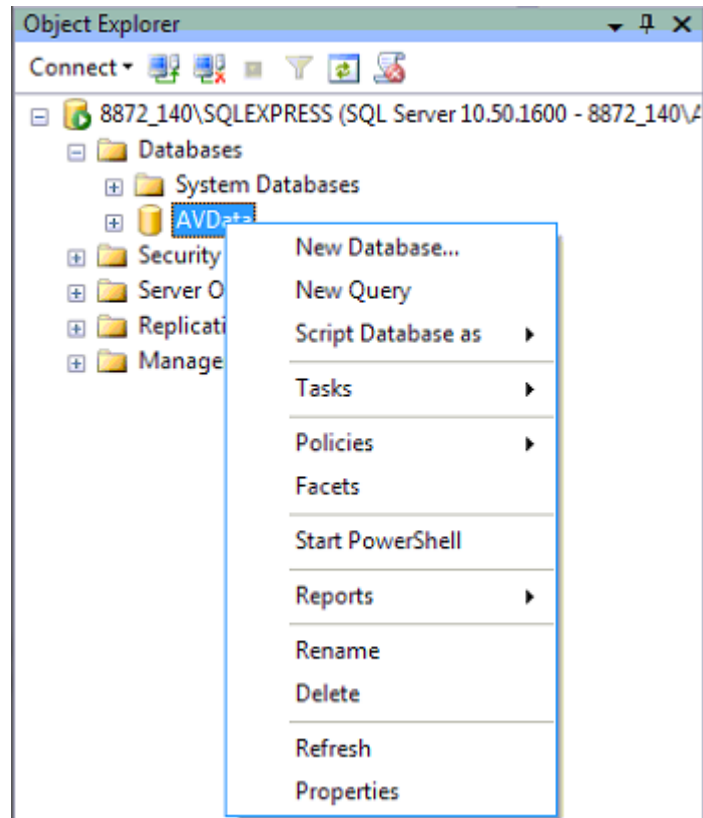 Object Explorer
Connect
8872_140\SQLEXPRESS (SQL Server 10.50.1600 - 8872_140\A
Databases
System Databases
AVData
Security
Server O
Replicati
Manage
New Database...
New Query
Script Database as
Tasks
Policies
Facets
Start PowerShell
Reports
Rename
Delete
Refresh
Properties